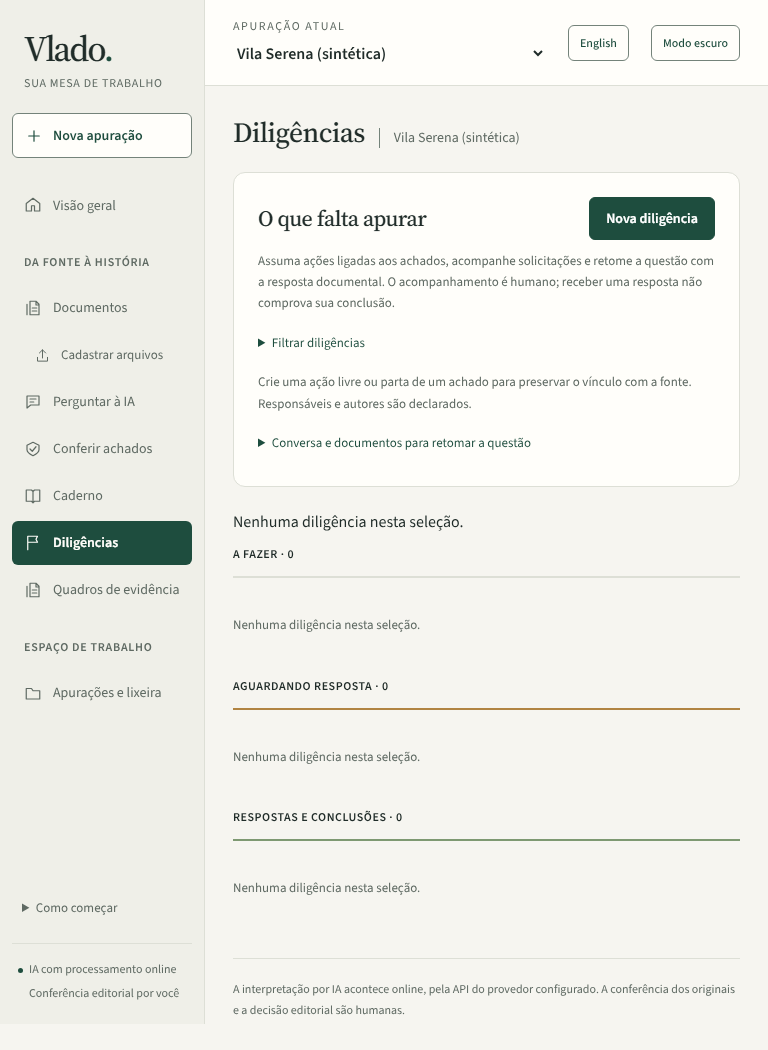 Vlado.
SUA MESA DE TRABALHO
Nova apuração
Visão geral
DA FONTE À HISTÓRIA
Documentos
Cadastrar arquivos
Perguntar à IA
Conferir achados
Caderno
Diligências
Quadros de evidência
ESPAÇO DE TRABALHO
Apurações e lixeira
Como começar
IA com processamento online
Conferência editorial por você
APURAÇÃO ATUAL
Vila Serena (sintética)
English
Modo escuro
Diligências
Vila Serena (sintética)
O que falta apurar
Nova diligência
Assuma ações ligadas aos achados, acompanhe solicitações e retome a questão com
a resposta documental. O acompanhamento é humano; receber uma resposta não
comprova sua conclusão.
Filtrar diligências
Crie uma ação livre ou parta de um achado para preservar o vínculo com a fonte.
Responsáveis e autores são declarados.
Conversa e documentos para retomar a questão
Nenhuma diligência nesta seleção.
A FAZER · 0
Nenhuma diligência nesta seleção.
AGUARDANDO RESPOSTA · 0
Nenhuma diligência nesta seleção.
RESPOSTAS E CONCLUSÕES · 0
Nenhuma diligência nesta seleção.
A interpretação por IA acontece online, pela API do provedor configurado. A conferência dos originais
e a decisão editorial são humanas.